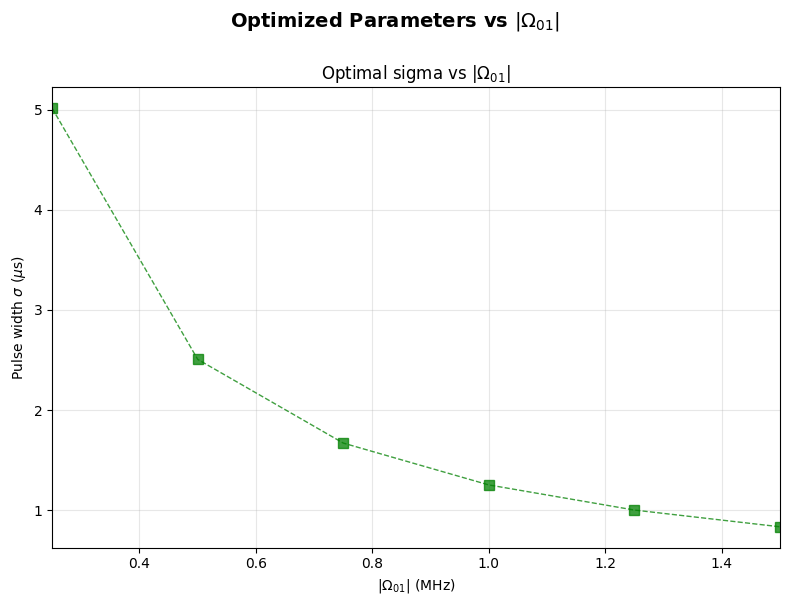 Optimized Parameters vs |Ω₀₁|
Optimal sigma vs |Ω₀₁|
Pulse width σ (μs)
5
4
3
2
1
0.4 0.6 0.8 1.0 1.2 1.4
|Ω₀₁| (MHz)